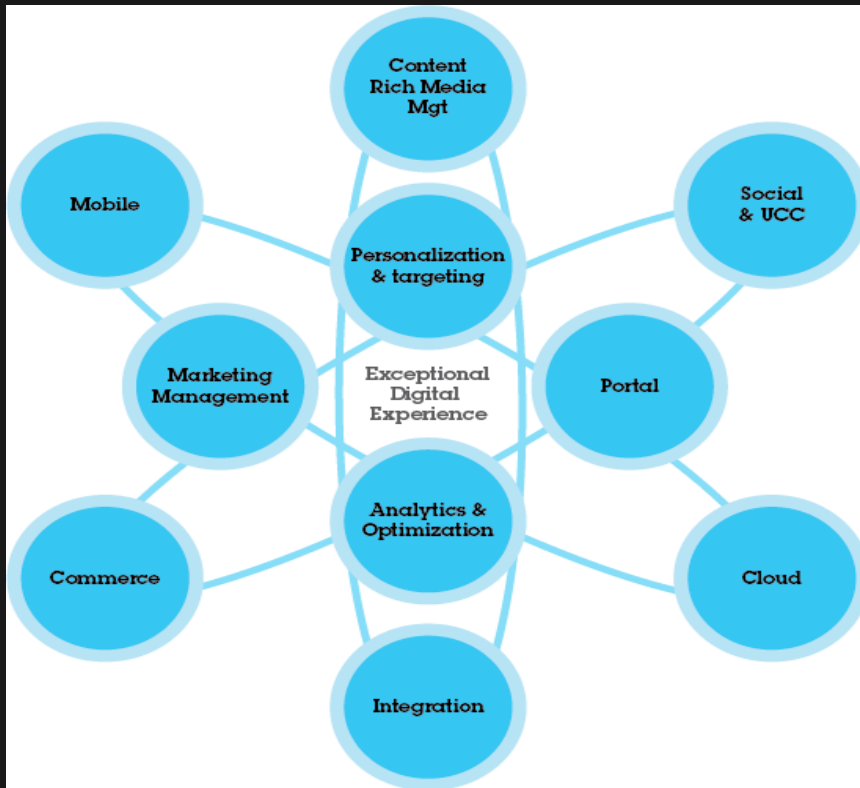 Content
Rich Media
Mgt
Mobile
Social
& UCC
Personalization
& targeting
Marketing
Management
Exceptional
Digital
Experience
Portal
Analytics &
Optimization
Commerce
Cloud
Integration